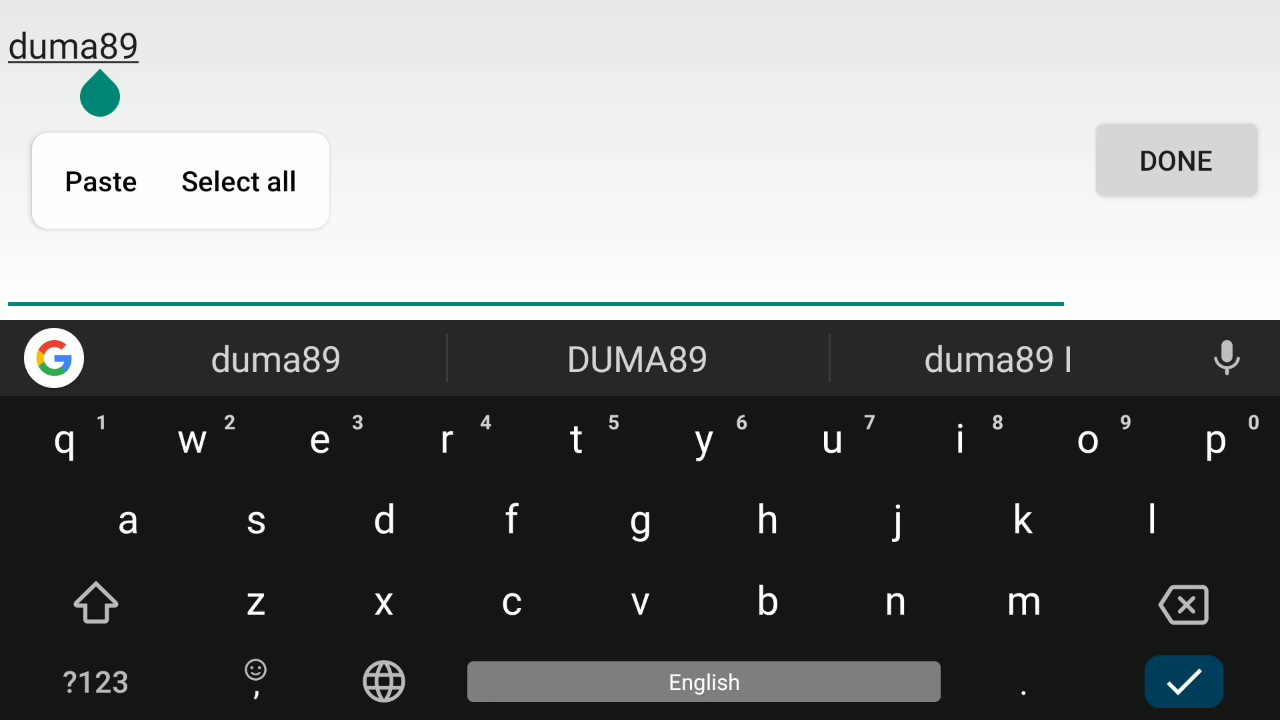 duma89
Paste Select all
DONE
duma89 DUMA89 duma89 I
q 1 w 2 e 3 r 4 t 5 y 6 u 7 i 8 o 9 p 0
a s d f g h j k l
z x c v b n m
?123 , English .